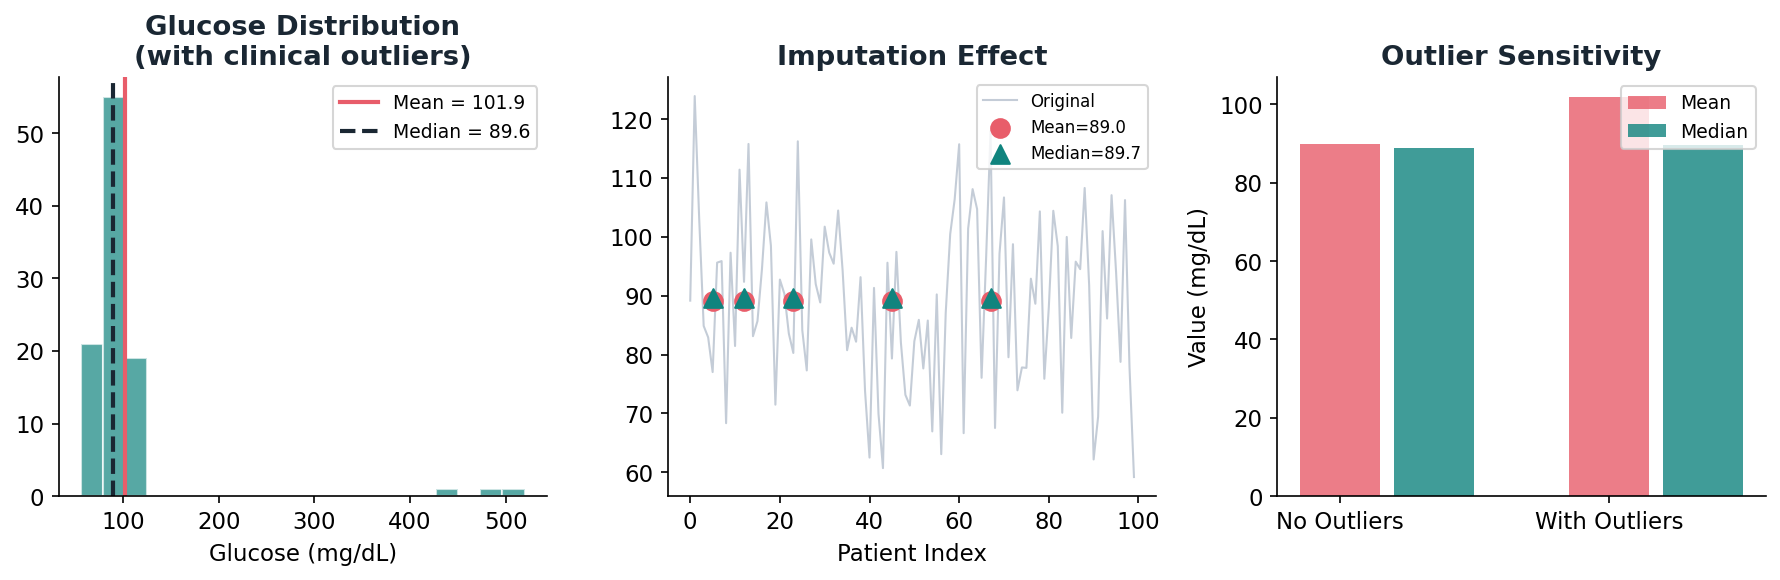 Glucose Distribution
(with clinical outliers)
Mean = 101.9
Median = 89.6
50
40
30
20
10
0
100 200 300 400 500
Glucose (mg/dL)
Imputation Effect
Original
Mean=89.0
Median=89.7
120
110
100
90
80
70
60
0 20 40 60 80 100
Patient Index
Outlier Sensitivity
Mean
Median
Value (mg/dL)
100
80
60
40
20
0
No Outliers With Outliers